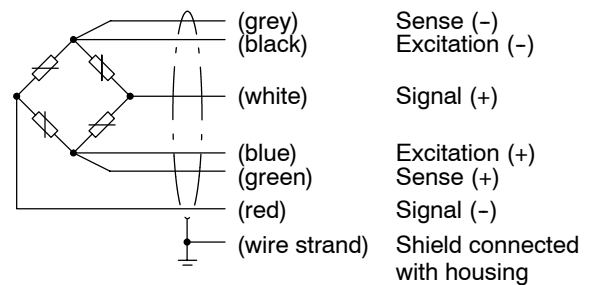 (grey) Sense (–)
(black) Excitation (–)
(white) Signal (+)
(blue) Excitation (+)
(green) Sense (+)
(red) Signal (–)
(wire strand) Shield connected
with housing